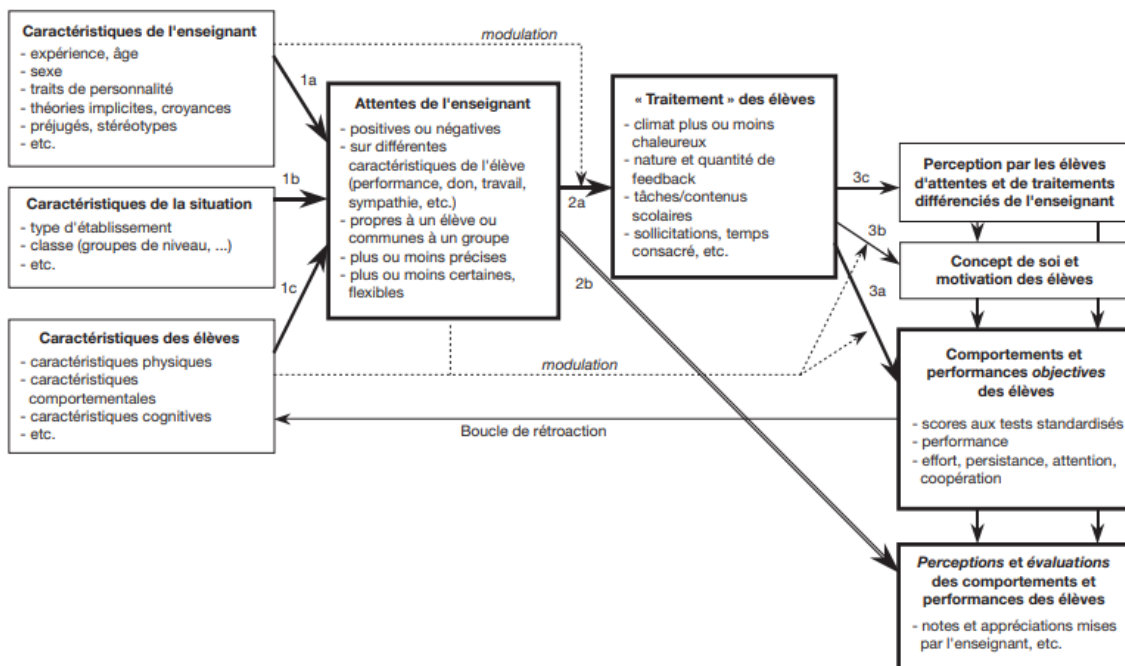 Caractéristiques de l'enseignant
- expérience, âge
- sexe
- traits de personnalité
- théories implicites, croyances
- préjugés, stéréotypes
- etc.
Caractéristiques de la situation
- type d'établissement
- classe (groupes de niveau, ...)
- etc.
Caractéristiques des élèves
- caractéristiques physiques
- caractéristiques
comportementales
- caractéristiques cognitives
- etc.
1a
1b
1c
modulation
Attentes de l'enseignant
- positives ou négatives
- sur différentes
caractéristiques de l'élève
(performance, don, travail,
sympathie, etc.)
- propres à un élève ou
communes à un groupe
- plus ou moins précises
- plus ou moins certaines,
flexibles
2a
2b
modulation
Boucle de rétroaction
« Traitement » des élèves
- climat plus ou moins
chaleureux
- nature et quantité de
feedback
- tâches/contenus
scolaires
- sollicitations, temps
consacré, etc.
3c
3b
3a
Perception par les élèves
d'attentes et de traitements
différenciés de l'enseignant
Concept de soi et
motivation des élèves
Comportements et
performances objectives
des élèves
- scores aux tests standardisés
- performance
- effort, persistance, attention,
coopération
Perceptions et évaluations
des comportements et
performances des élèves
- notes et appréciations mises
par l'enseignant, etc.